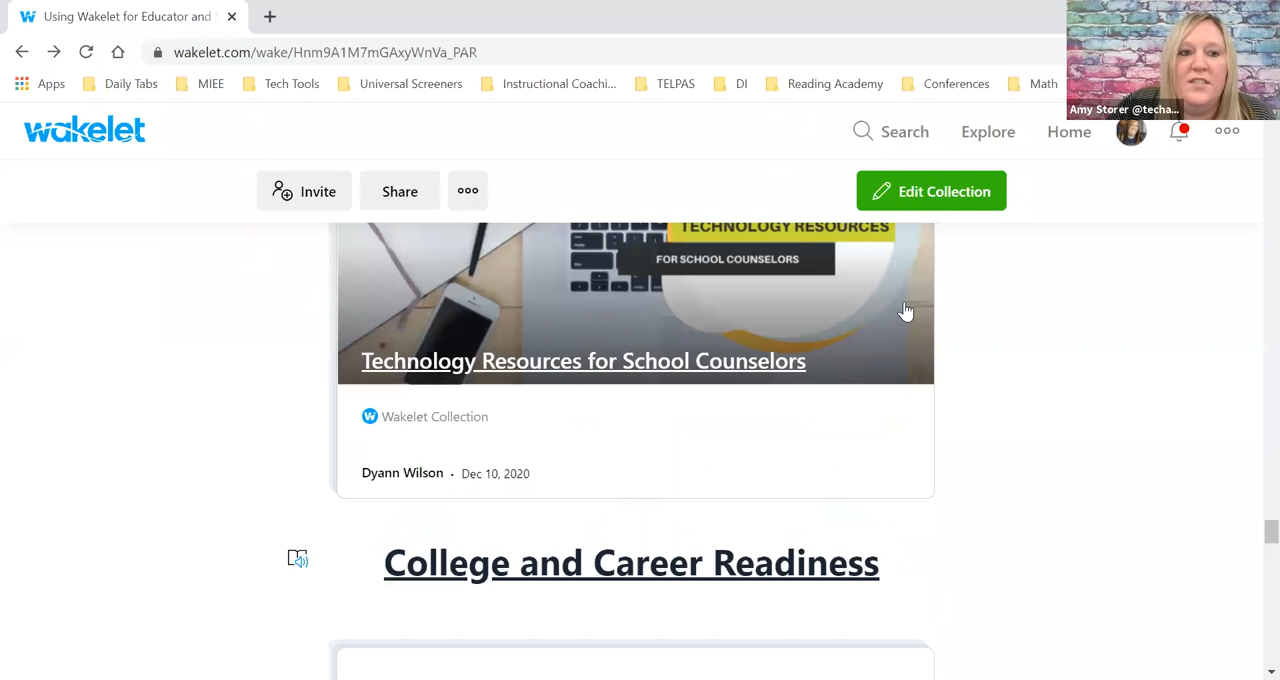 Using Wakelet for Educator and
wakelet.com/wake/Hnm9A1M7mGAxyWnVa_PAR
Apps Daily Tabs MIEE Tech Tools Universal Screeners Instructional Coachi... TELPAS DI Reading Academy Conferences Math
Amy Storer @techa...
wakelet Search Explore Home
Invite Share Edit Collection
TECHNOLOGY RESOURCES
FOR SCHOOL COUNSELORS
Technology Resources for School Counselors
Wakelet Collection
Dyann Wilson · Dec 10, 2020
College and Career Readiness